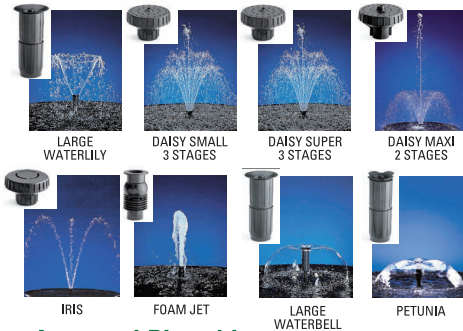 LARGE
WATERLILY
DAISY SMALL
3 STAGES
DAISY SUPER
3 STAGES
DAISY MAXI
2 STAGES
IRIS
FOAM JET
LARGE
WATERBELL
PETUNIA